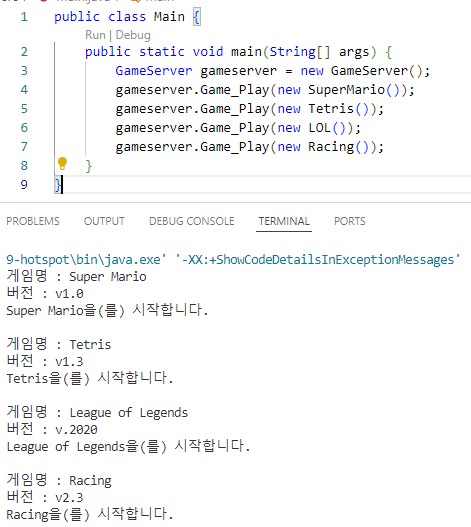 1 public class Main {
Run | Debug
2 public static void main(String[] args) {
3 GameServer gameserver = new GameServer();
4 gameserver.Game_Play(new SuperMario());
5 gameserver.Game_Play(new Tetris());
6 gameserver.Game_Play(new LOL());
7 gameserver.Game_Play(new Racing());
8 }
9 }
PROBLEMS OUTPUT DEBUG CONSOLE TERMINAL PORTS
9-hotspot\bin\java.exe' '-XX:+ShowCodeDetailsInExceptionMessages'
게임명 : Super Mario
버전 : v1.0
Super Mario을(를) 시작합니다.
게임명 : Tetris
버전 : v1.3
Tetris을(를) 시작합니다.
게임명 : League of Legends
버전 : v.2020
League of Legends을(를) 시작합니다.
게임명 : Racing
버전 : v2.3
Racing을(를) 시작합니다.